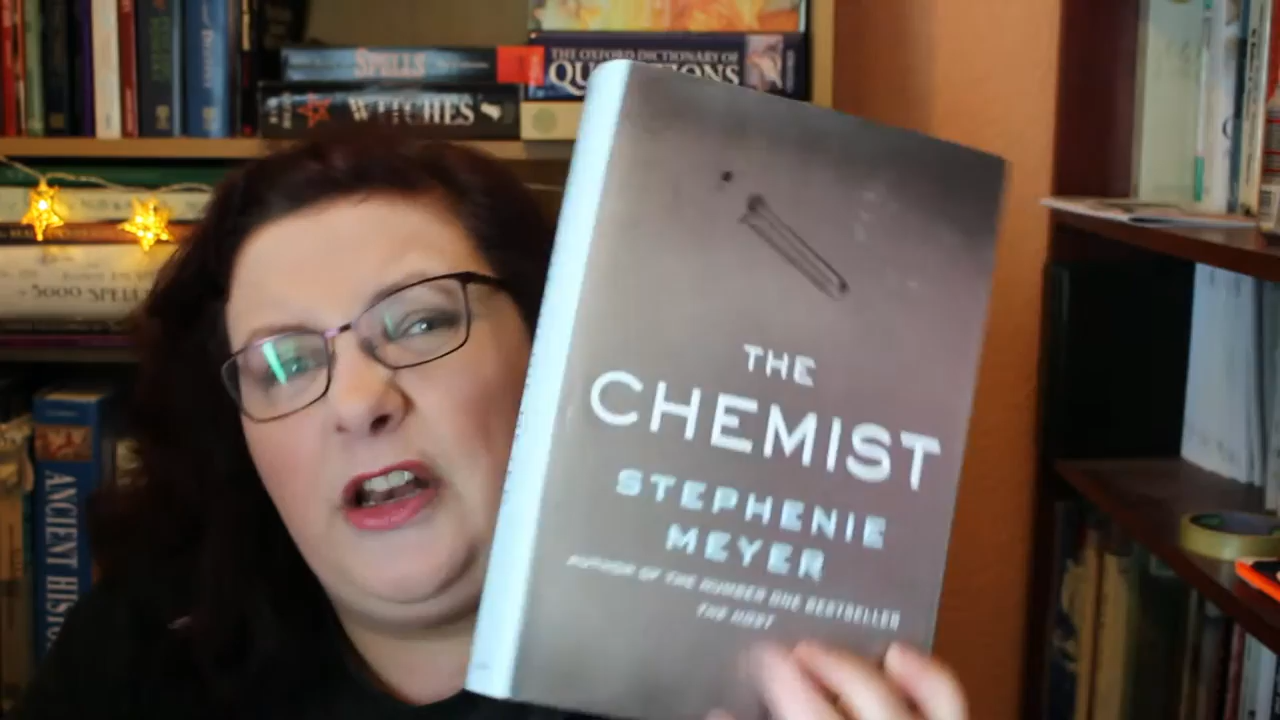 SPELLS
WITCHES'
THE OXFORD DICTIONARY OF
QUOTATIONS
5000 SPELLS
ANCIENT HISTO
THE
CHEMIST
STEPHENIE
MEYER
AUTHOR OF THE NUMBER ONE BESTSELLER
THE HOST